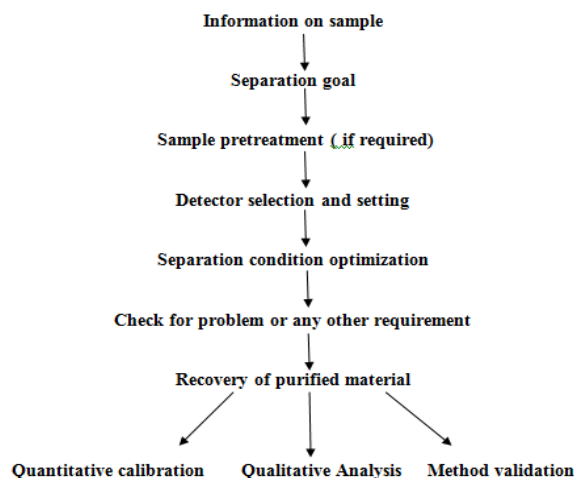 Information on sample
Separation goal
Sample pretreatment ( if required)
Detector selection and setting
Separation condition optimization
Check for problem or any other requirement
Recovery of purified material
Quantitative calibration Qualitative Analysis Method validation